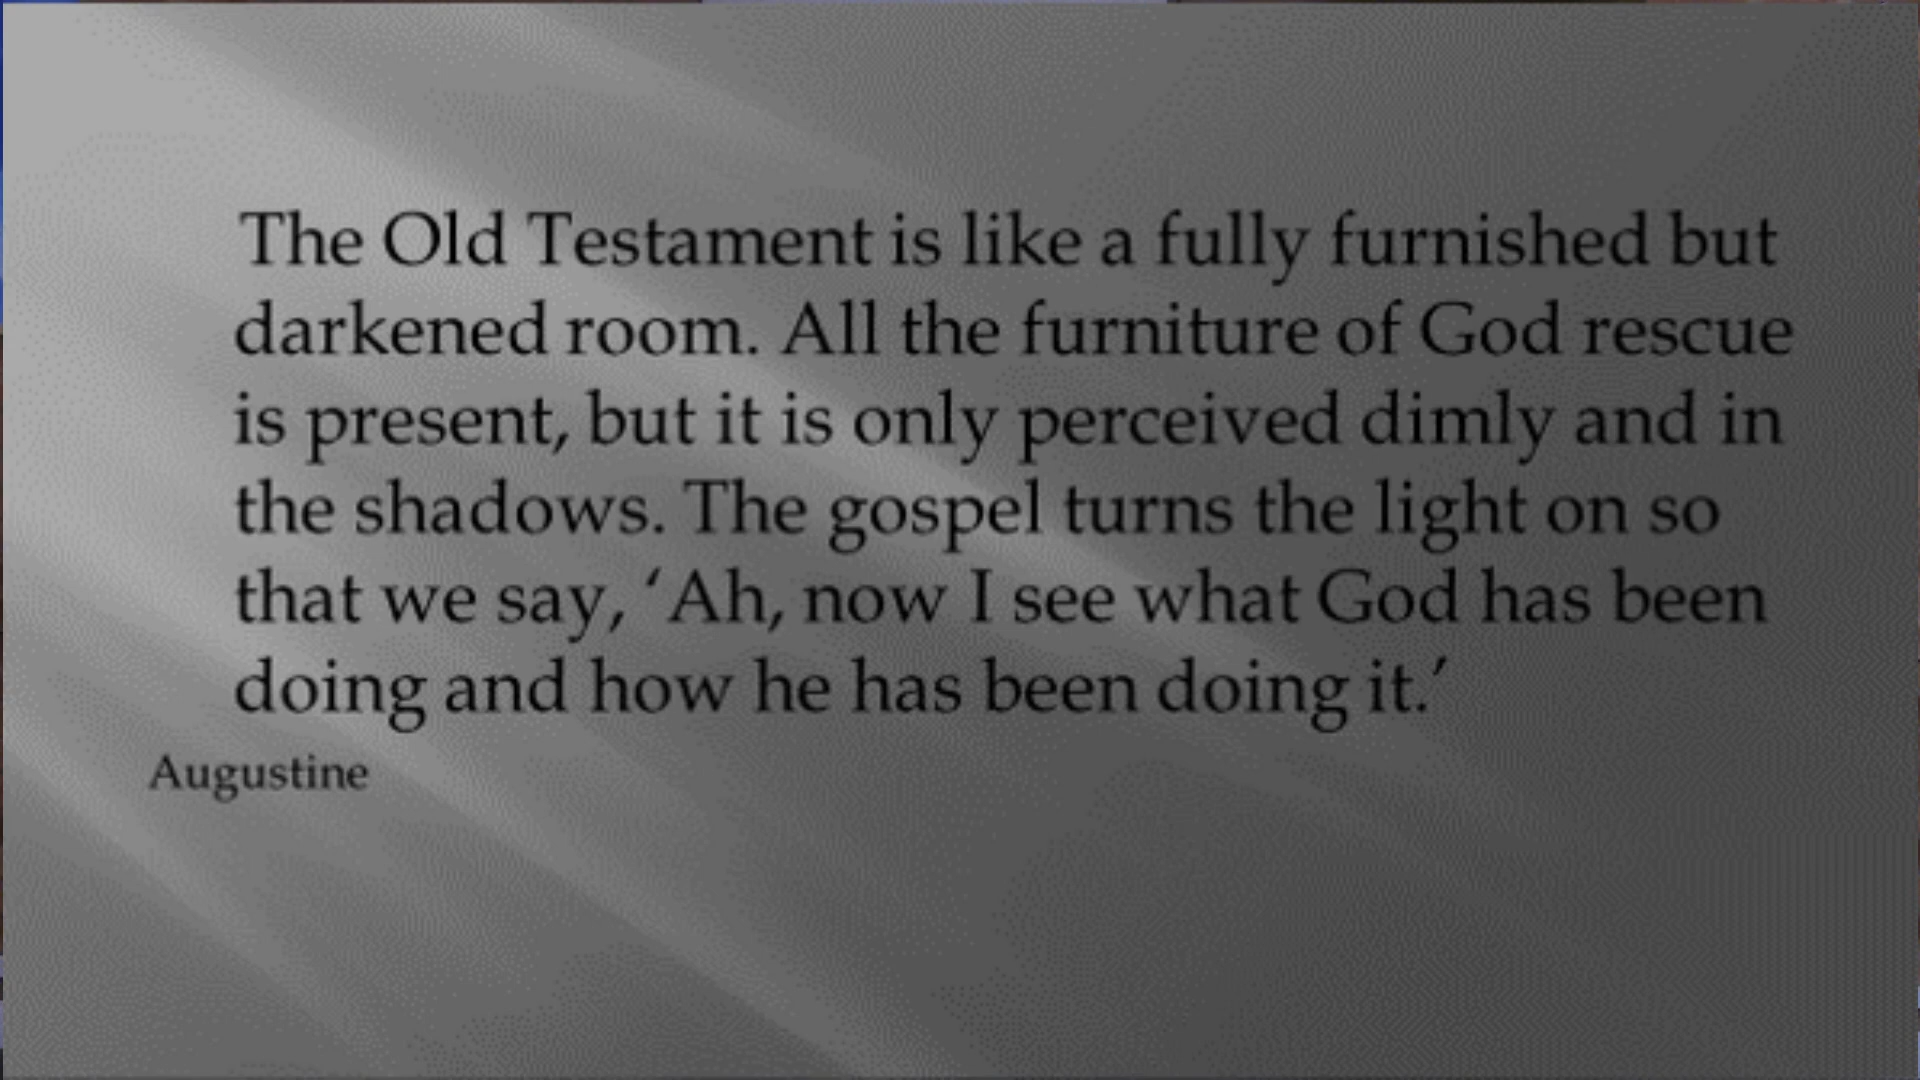 The Old Testament is like a fully furnished but
darkened room. All the furniture of God rescue
is present, but it is only perceived dimly and in
the shadows. The gospel turns the light on so
that we say, ‘Ah, now I see what God has been
doing and how he has been doing it.’
Augustine